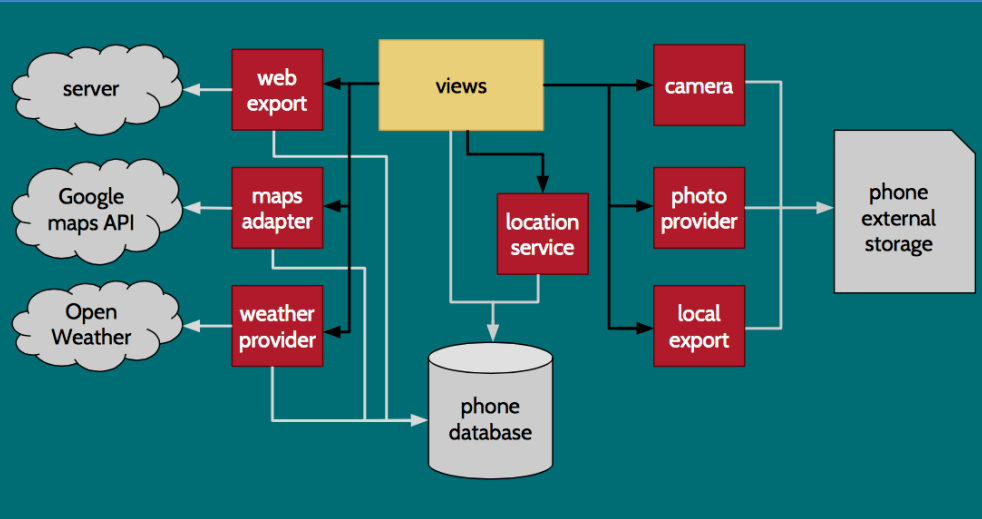 server
web
export
views
camera
Google
maps API
maps
adapter
location
service
photo
provider
phone
external
storage
Open
Weather
weather
provider
local
export
phone
database